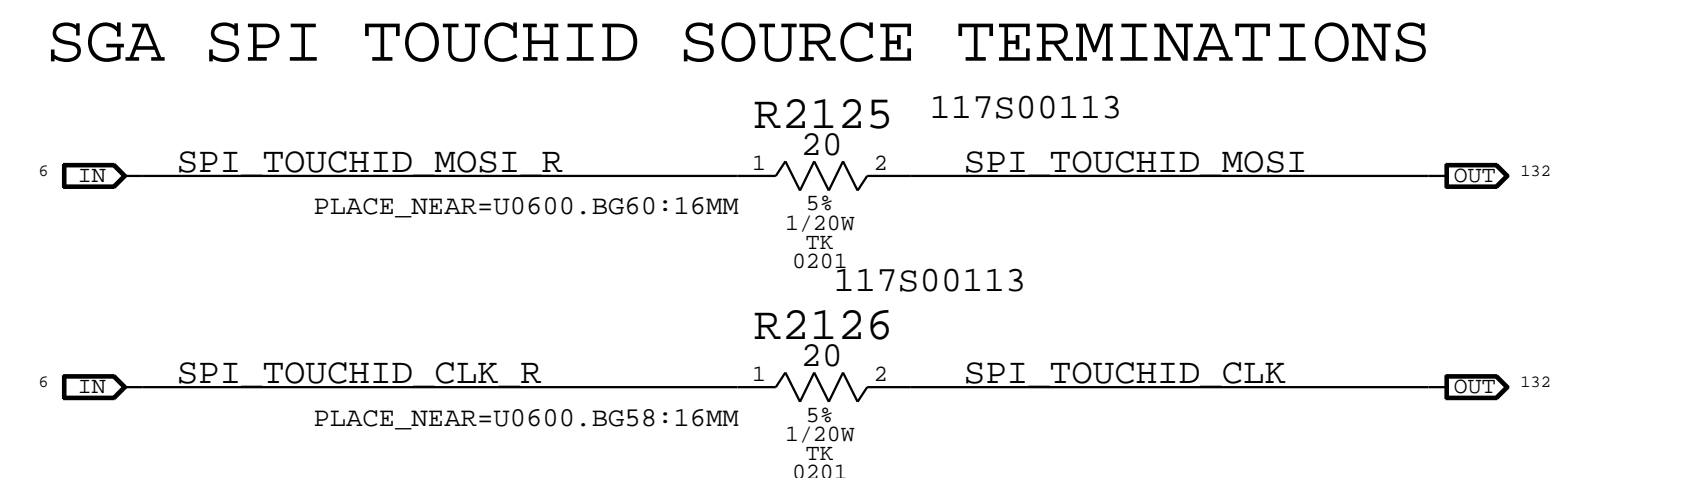 SGA SPI TOUCHID SOURCE TERMINATIONS
R2125 117S00113
20
6 IN SPI_TOUCHID_MOSI_R 1 2 SPI_TOUCHID_MOSI OUT 132
PLACE_NEAR=U0600.BG60:16MM 5%
1/20W
TK
0201
117S00113
R2126
20
6 IN SPI_TOUCHID_CLK_R 1 2 SPI_TOUCHID_CLK OUT 132
PLACE_NEAR=U0600.BG58:16MM 5%
1/20W
TK
0201